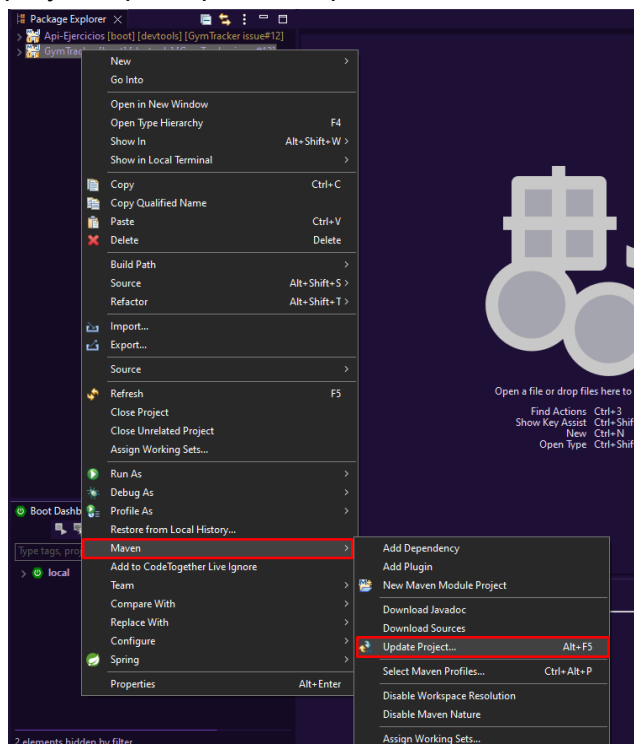 Package Explorer
Api-Ejercicios [boot] [devtools] [GymTracker issue#12]
New
Go Into
Open in New Window
Open Type Hierarchy F4
Show In Alt+Shift+W >
Show in Local Terminal
Copy Ctrl+C
Copy Qualified Name
Paste Ctrl+V
Delete Delete
Build Path
Source Alt+Shift+S >
Refactor Alt+Shift+T >
Import...
Export...
Source
Refresh F5
Close Project
Close Unrelated Project
Assign Working Sets...
Run As
Debug As
Profile As
Restore from Local History...
Maven
Add to CodeTogether Live Ignore
Team
Compare With
Replace With
Configure
Spring
Properties Alt+Enter
Add Dependency
Add Plugin
New Maven Module Project
Download Javadoc
Download Sources
Update Project... Alt+F5
Select Maven Profiles... Ctrl+Alt+P
Disable Workspace Resolution
Disable Maven Nature
Assign Working Sets...
Open a file or drop files here to
Find Actions Ctrl+3
Show Key Assist Ctrl+Shif
New Ctrl+N
Open Type Ctrl+Shif
Boot Dashb
Type tags, proj
local
2 elements hidden by filter